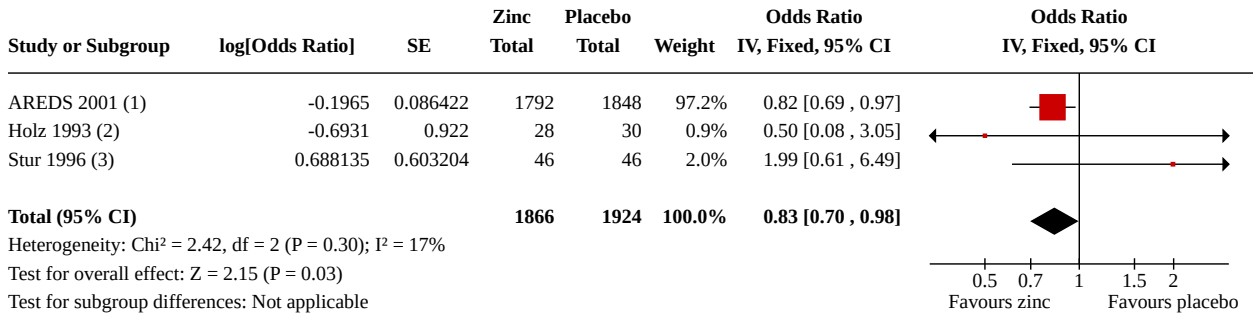 Zinc Placebo Odds Ratio Odds Ratio
Study or Subgroup log[Odds Ratio] SE Total Total Weight IV, Fixed, 95% CI IV, Fixed, 95% CI
AREDS 2001 (1) -0.1965 0.086422 1792 1848 97.2% 0.82 [0.69 , 0.97]
Holz 1993 (2) -0.6931 0.922 28 30 0.9% 0.50 [0.08 , 3.05]
Stur 1996 (3) 0.688135 0.603204 46 46 2.0% 1.99 [0.61 , 6.49]
Total (95% CI) 1866 1924 100.0% 0.83 [0.70 , 0.98]
Heterogeneity: Chi² = 2.42, df = 2 (P = 0.30); I² = 17%
Test for overall effect: Z = 2.15 (P = 0.03)
0.5 0.7 1 1.5 2
Test for subgroup differences: Not applicable
Favours zinc Favours placebo